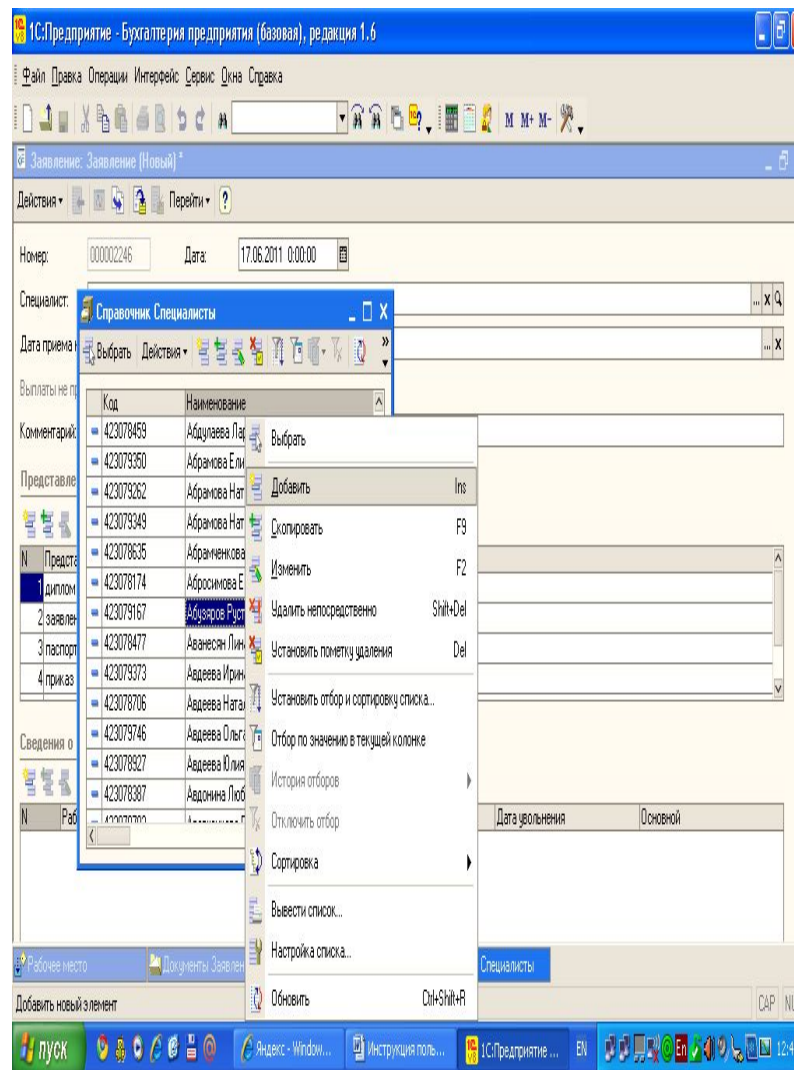 1С:Предприятие - Бухгалтерия предприятия (базовая), редакция 1.6
Файл Правка Операции Интерфейс Сервис Окна Справка
M M+ M-
Заявление: Заявление (Новый) *
Действия Перейти ?
Номер: 000002246 Дата: 17.06.2011 0:00:00
Специалист: ... x
Дата приема ... x
Выплаты не
Комментарий:
Представле
N Предста
1 диплом
2 заявлен
3 паспорт
4 приказ
Сведения о
N Раб Дата увольнения Основной
Справочник Специалисты
Выбрать Действия
Код Наименование
423078459 Абдулаева Лар
423079350 Абрамова Ели
423079262 Абрамова Нат
423079349 Абрамова Нат
423078635 Абрамченкова
423078174 Абросимова Е
423079167 Абузяров Руст
423078477 Аванесян Лин
423079373 Авдеева Ирин
423078706 Авдеева Ната
423079746 Авдеева Ольг
423078927 Авдеева Юлия
423078387 Авдонина Люб
Выбрать
Добавить Ins
Скопировать F9
Изменить F2
Удалить непосредственно Shift+Del
Установить пометку удаления Del
Установить отбор и сортировку списка...
Отбор по значению в текущей колонке
История отборов
Отключить отбор
Сортировка
Вывести список...
Настройка списка...
Обновить Ctrl+Shift+R
Рабочее место Документы Заявлен Специалисты
Добавить новый элемент CAP NU
пуск Яндекс - Window... Инструкция поль... 1С:Предприятие ... EN En 12:4